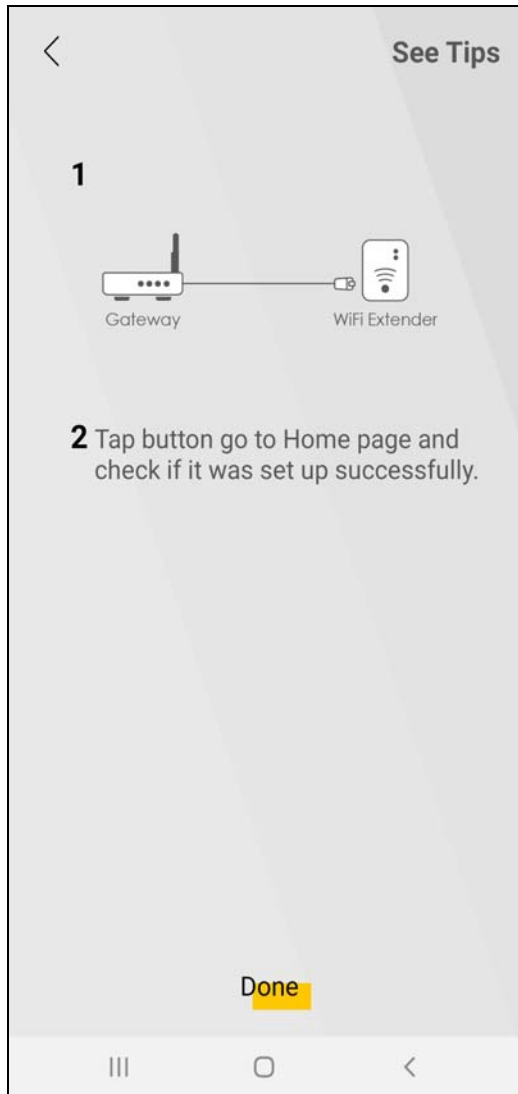 See Tips
1
Gateway
WiFi Extender
2 Tap button go to Home page and
check if it was set up successfully.
Done